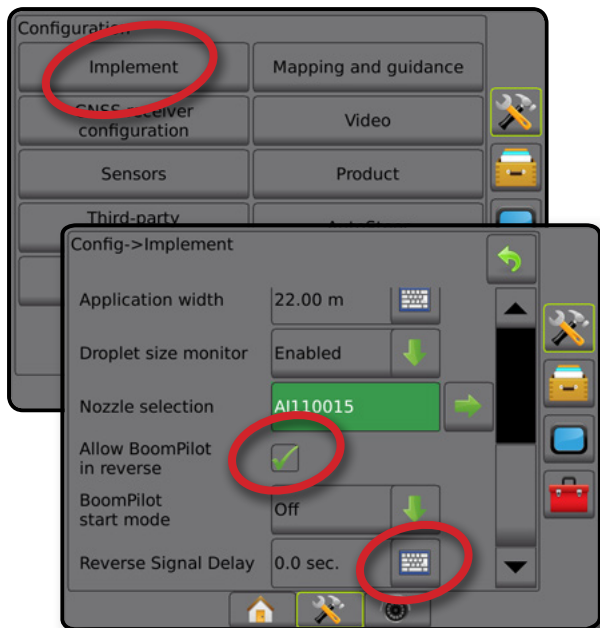 Configuration
Implement
Mapping and guidance
GNSS receiver
configuration
Video
Sensors
Product
Third-party
Config->Implement
Application width
22.00 m
Droplet size monitor
Enabled
Nozzle selection
AI110015
Allow BoomPilot
in reverse
BoomPilot
start mode
Off
Reverse Signal Delay
0.0 sec.